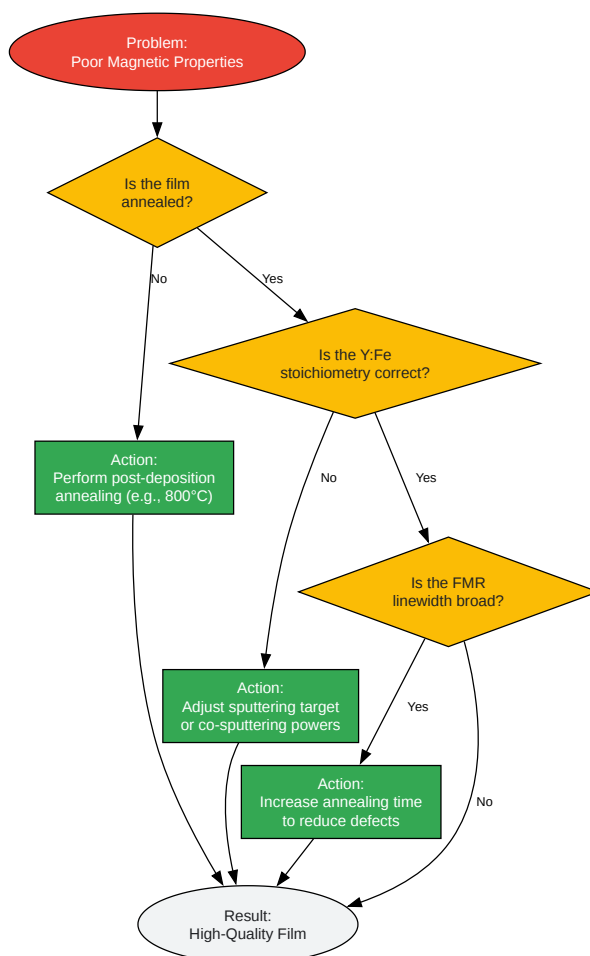 Problem:
Poor Magnetic Properties
Is the film
annealed?
No
Yes
Is the Y:Fe
stoichiometry correct?
Action:
Perform post-deposition
annealing (e.g., 800°C)
No
Yes
Is the FMR
linewidth broad?
Action:
Adjust sputtering target
or co-sputtering powers
Yes
Action:
Increase annealing time
to reduce defects
No
Result:
High-Quality Film